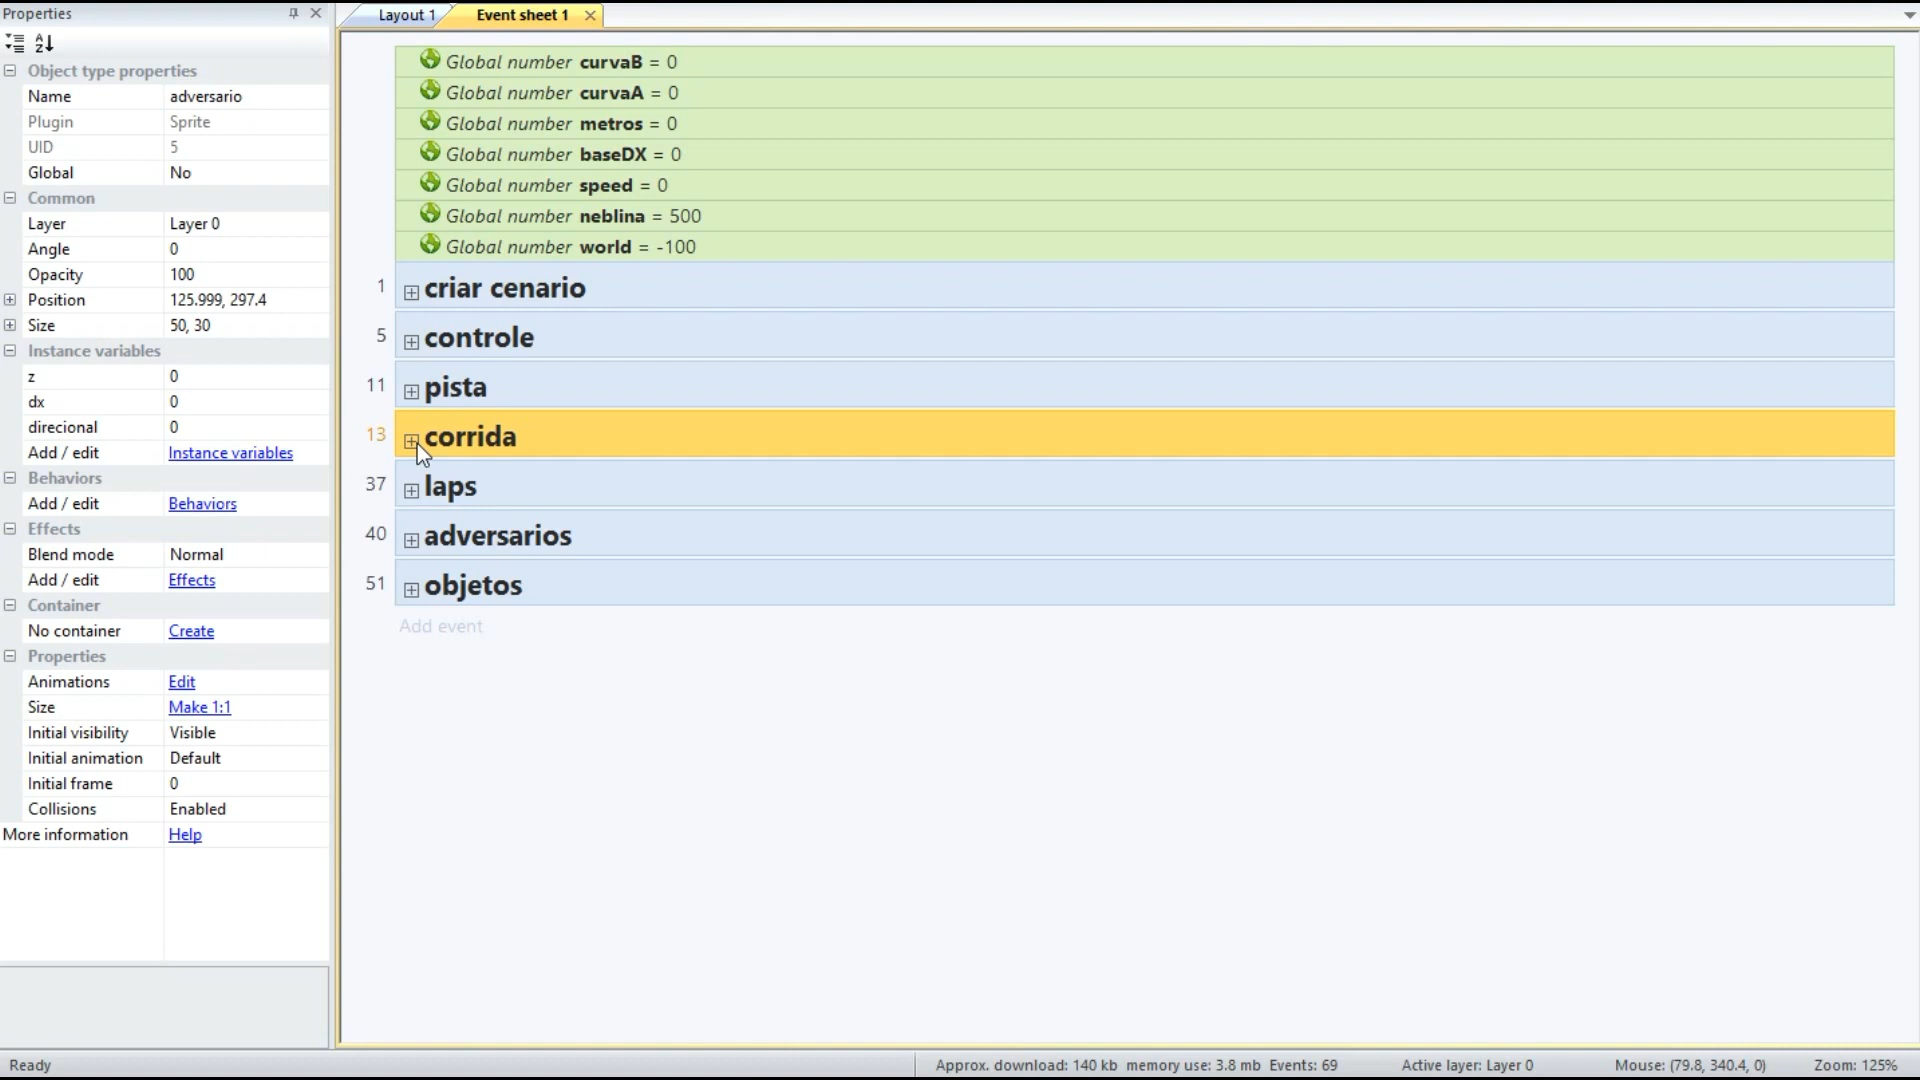 Properties
Layout 1
Event sheet 1
Object type properties
Name adversario
Plugin Sprite
UID 5
Global No
Common
Layer Layer 0
Angle 0
Opacity 100
Position 125.999, 297.4
Size 50, 30
Instance variables
z 0
dx 0
direcional 0
Add / edit Instance variables
Behaviors
Add / edit Behaviors
Effects
Blend mode Normal
Add / edit Effects
Container
No container Create
Properties
Animations Edit
Size Make 1:1
Initial visibility Visible
Initial animation Default
Initial frame 0
Collisions Enabled
More information Help
Global number curvaB = 0
Global number curvaA = 0
Global number metros = 0
Global number baseDX = 0
Global number speed = 0
Global number neblina = 500
Global number world = -100
1 criar cenario
5 controle
11 pista
13 corrida
37 laps
40 adversarios
51 objetos
Add event
Ready
Approx. download: 140 kb memory use: 3.8 mb Events: 69
Active layer: Layer 0
Mouse: (79.8, 340.4, 0)
Zoom: 125%